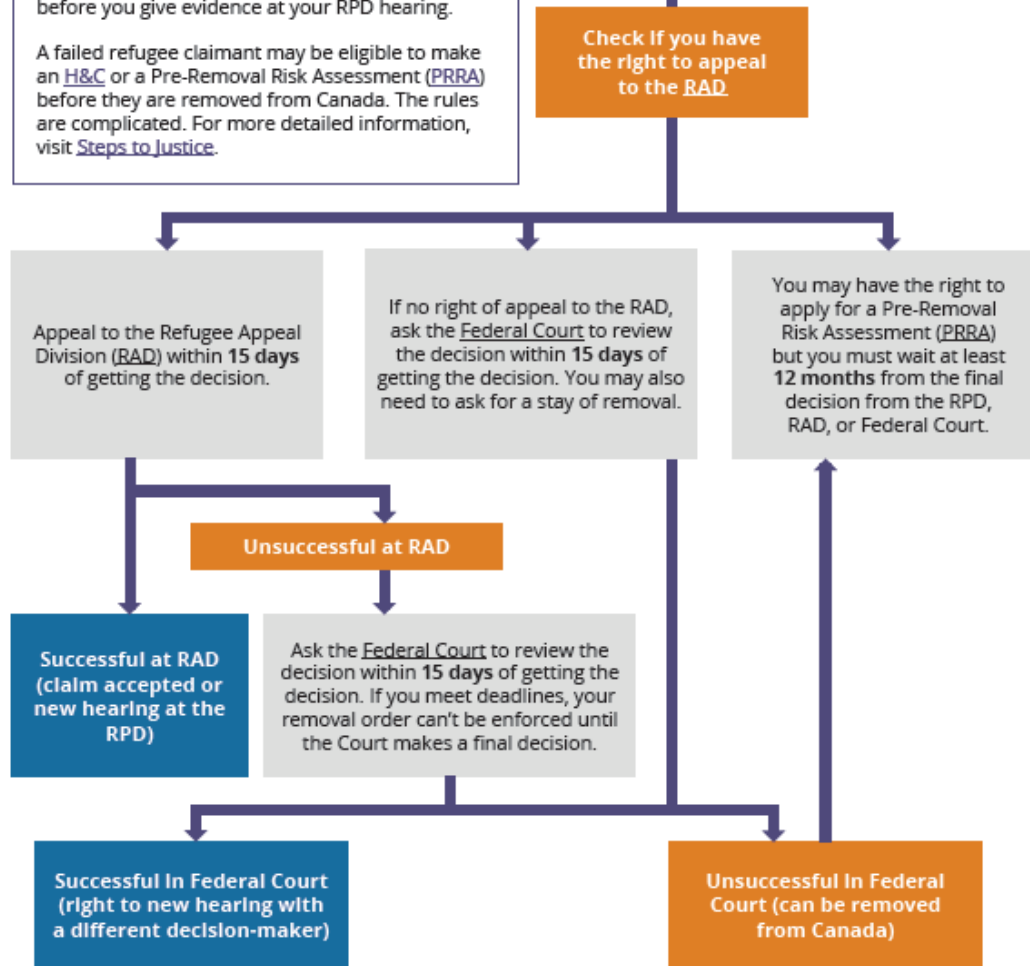 before you give evidence at your RPD hearing.
A failed refugee claimant may be eligible to make
an H&C or a Pre-Removal Risk Assessment (PRRA)
before they are removed from Canada. The rules
are complicated. For more detailed information,
visit Steps to Justice.
Check if you have
the right to appeal
to the RAD
Appeal to the Refugee Appeal
Division (RAD) within 15 days
of getting the decision.
If no right of appeal to the RAD,
ask the Federal Court to review
the decision within 15 days of
getting the decision. You may also
need to ask for a stay of removal.
You may have the right to
apply for a Pre-Removal
Risk Assessment (PRRA)
but you must wait at least
12 months from the final
decision from the RPD,
RAD, or Federal Court.
Unsuccessful at RAD
Successful at RAD
(claim accepted or
new hearing at the
RPD)
Ask the Federal Court to review the
decision within 15 days of getting the
decision. If you meet deadlines, your
removal order can't be enforced until
the Court makes a final decision.
Successful in Federal Court
(right to new hearing with
a different decision-maker)
Unsuccessful in Federal
Court (can be removed
from Canada)